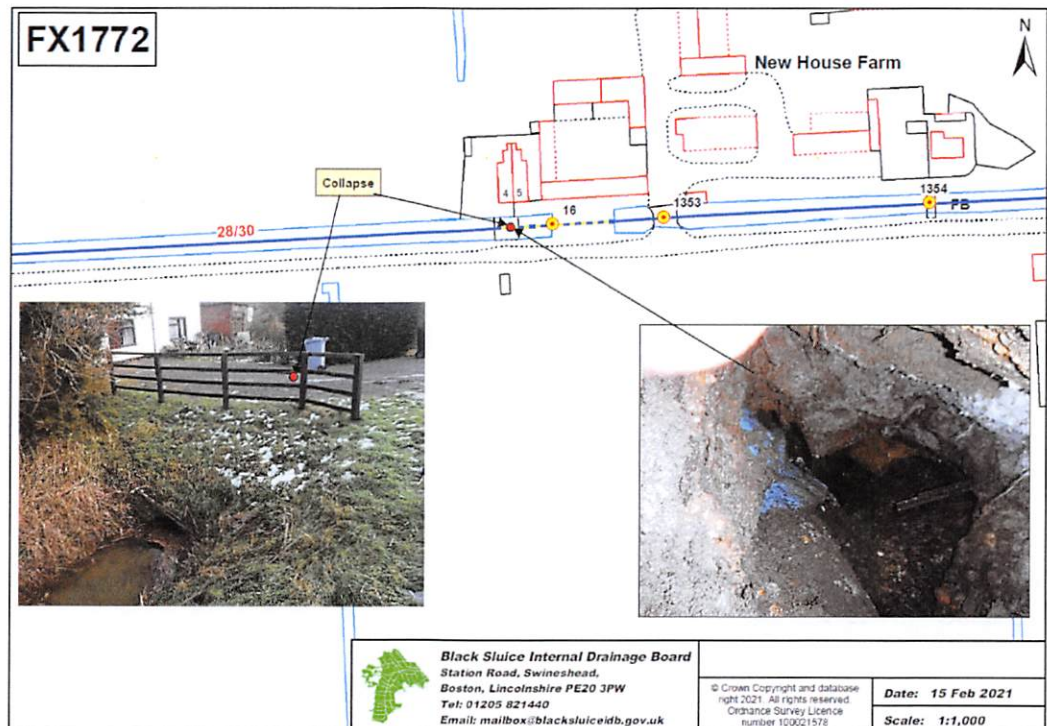 FX1772
N
New House Farm
Collapse
4 5
16
1353
1354
PB
28/30
Black Sluice Internal Drainage Board
Station Road, Swineshead,
Boston, Lincolnshire PE20 3PW
Tel: 01205 821440
Email: mailbox@blacksluiceidb.gov.uk
© Crown Copyright and database
right 2021. All rights reserved.
Ordnance Survey Licence
number 100021578
Date: 15 Feb 2021
Scale: 1:1,000